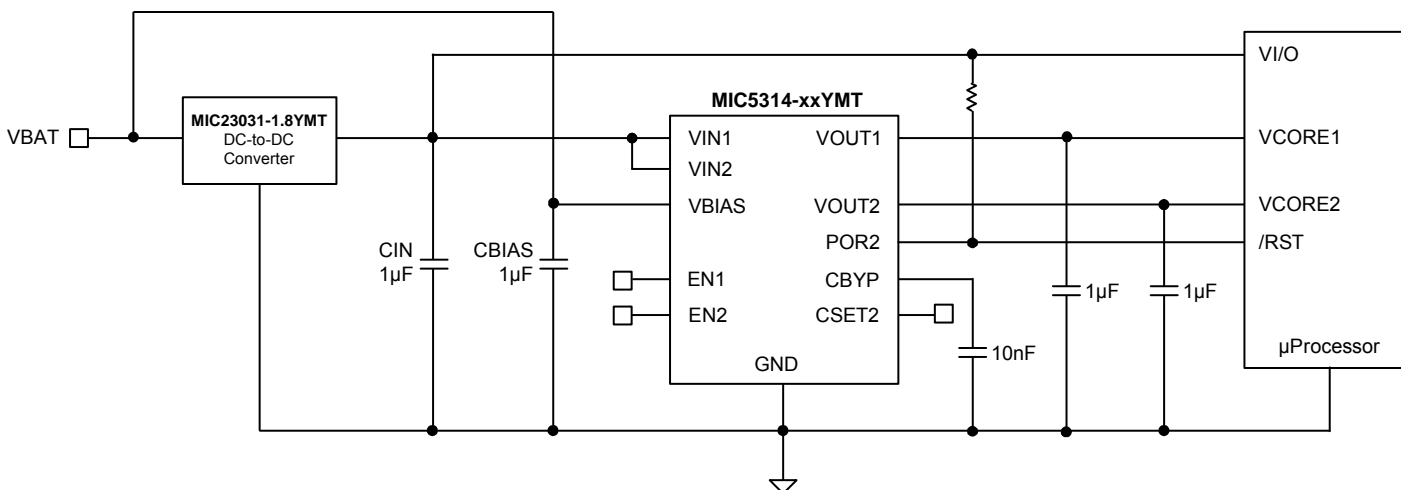 VI/O
MIC5314-xxYMT
MIC23031-1.8YMT
DC-to-DC
Converter
VBAT
VIN1
VOUT1
VCORE1
VIN2
VBIAS
VOUT2
VCORE2
POR2
/RST
CIN
1µF
CBIAS
1µF
EN1
CBYP
1µF
1µF
EN2
CSET2
10nF
µProcessor
GND